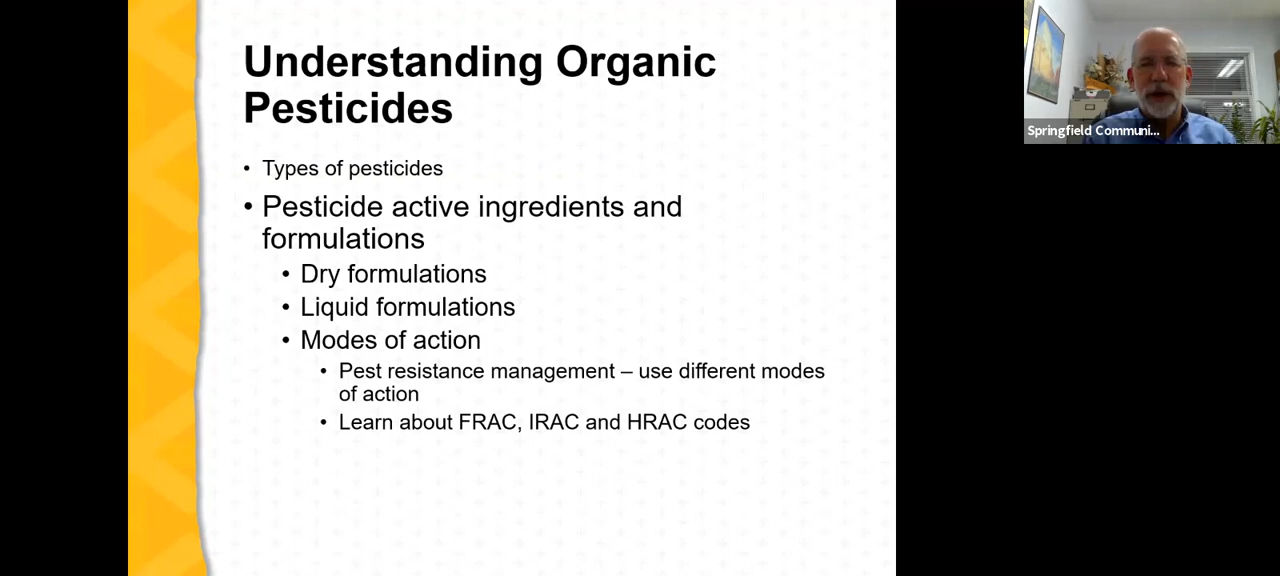 Understanding Organic
Pesticides
• Types of pesticides
• Pesticide active ingredients and
formulations
• Dry formulations
• Liquid formulations
• Modes of action
• Pest resistance management – use different modes
of action
• Learn about FRAC, IRAC and HRAC codes
Springfield Communi...